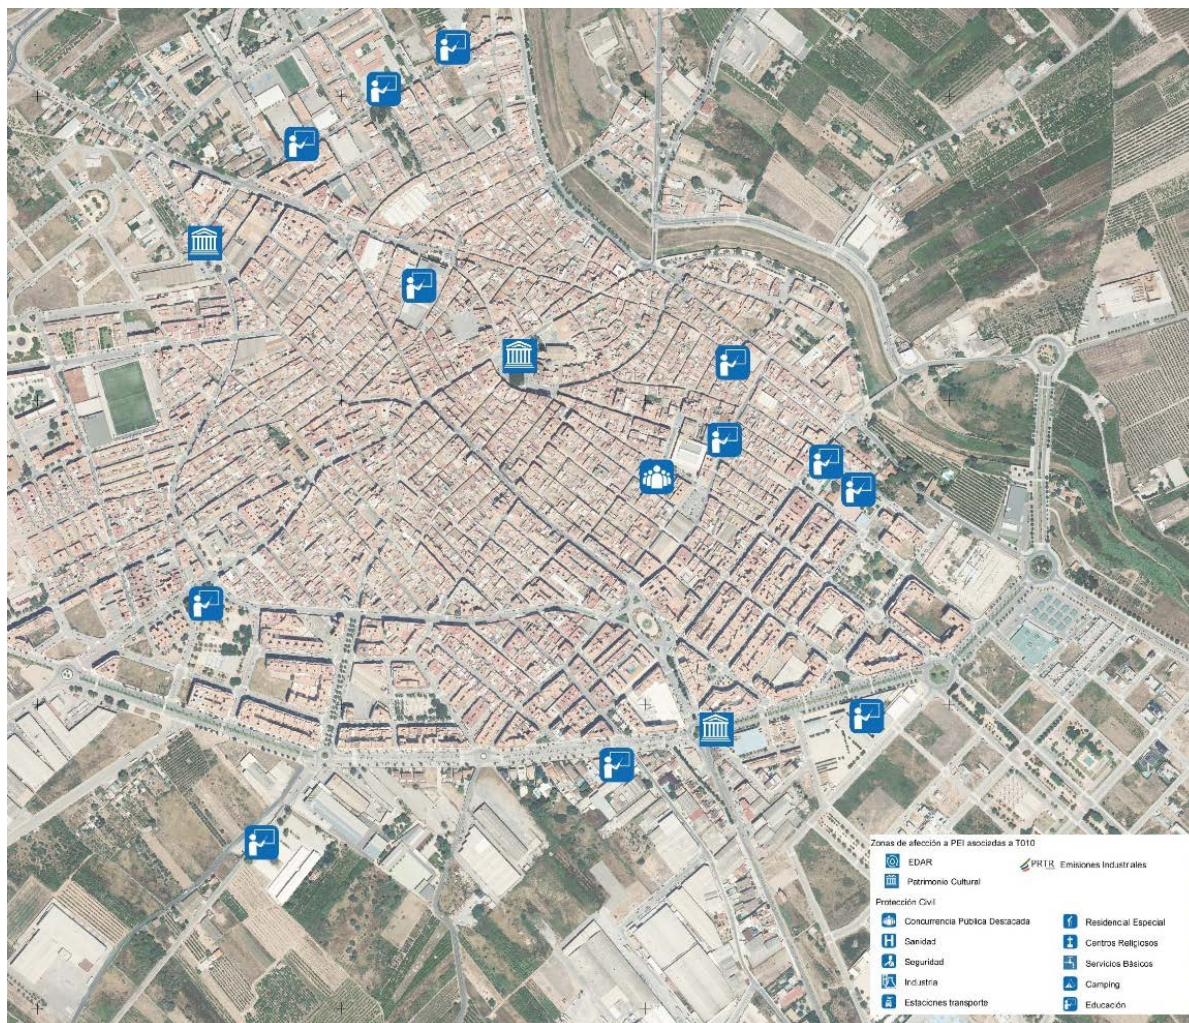 Zonas de afección a PEI asociadas a T010
EDAR
PRTR Emisiones Industriales
Patrimonio Cultural
Protección Civil
Concurrencia Pública Destacada
Sanidad
Seguridad
Industria
Estaciones transporte
Residencial Especial
Centros Religiosos
Servicios Básicos
Camping
Educación